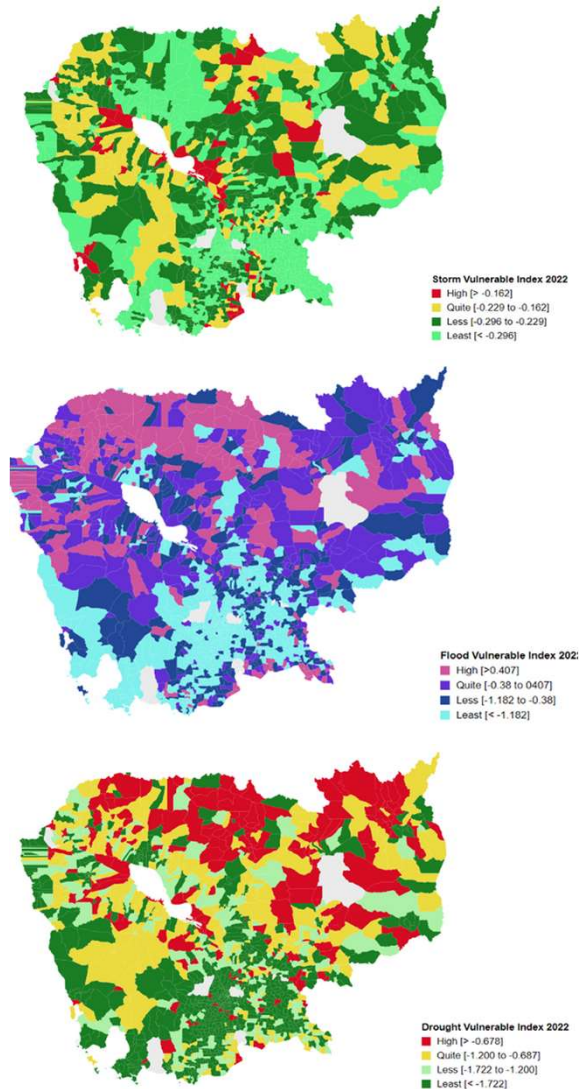 Storm Vulnerable Index 2022
High [> -0.162]
Quite [-0.229 to -0.162]
Less [-0.296 to -0.229]
Least [< -0.296]
Flood Vulnerable Index 202
High [>0.407]
Quite [-0.38 to 0407]
Less [-1.182 to -0.38]
Least [< -1.182]
Drought Vulnerable Index 2022
High [> -0.678]
Quite [-1.200 to -0.687]
Less [-1.722 to -1.200]
Least [< -1.722]